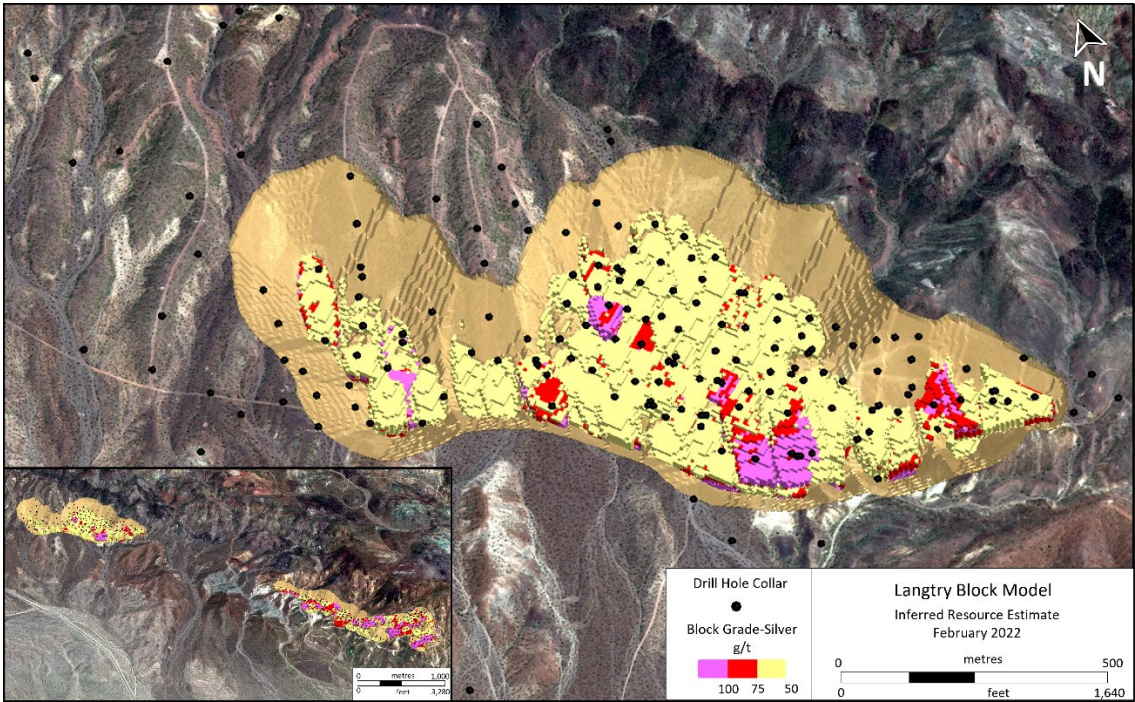 N
Drill Hole Collar
Block Grade-Silver
g/t
100 75 50
Langtry Block Model
Inferred Resource Estimate
February 2022
metres
0 500
0 feet 1,640
0 metres 1,000
0 feet 3,280